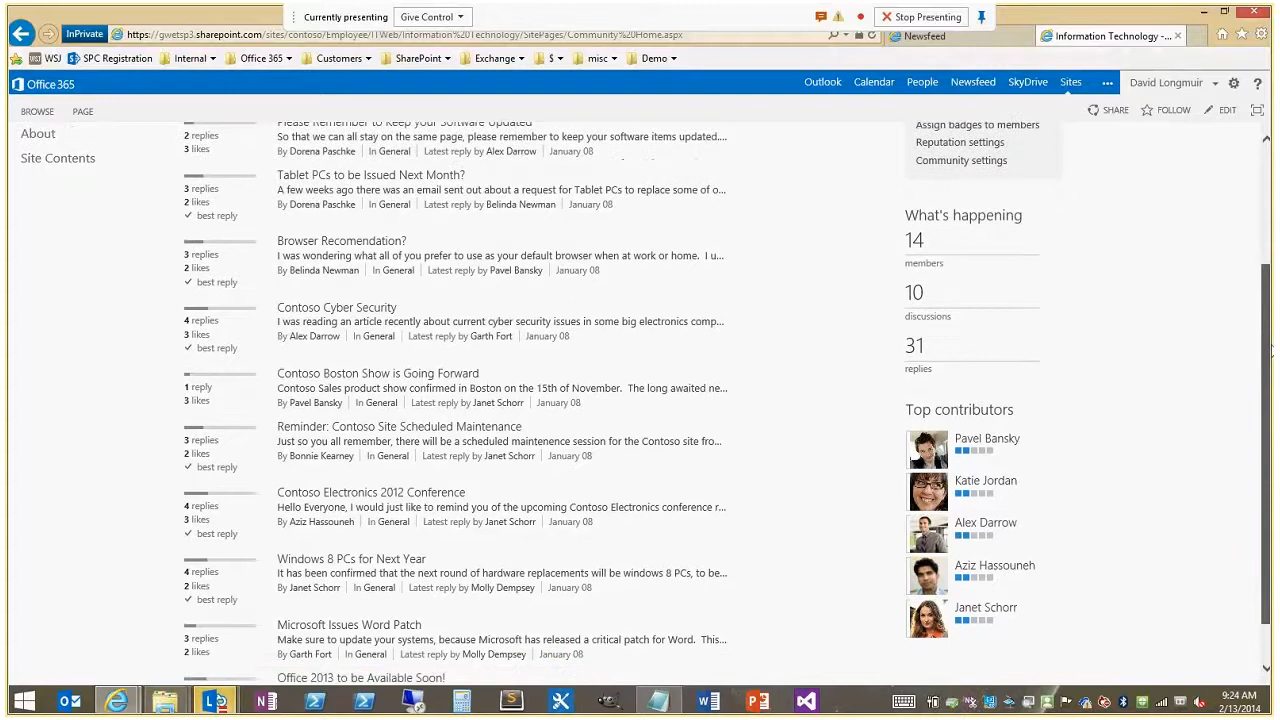 Currently presenting
Give Control
Stop Presenting
InPrivate
https://gwetsp3.sharepoint.com/sites/contoso/Employee/ITWeb/Information%20Technology/SitePages/Community%20Home.aspx
Newsfeed
Information Technology -...
WSJ
SPC Registration
Internal
Office 365
Customers
SharePoint
Exchange
$
misc
Demo
Office 365
Outlook
Calendar
People
Newsfeed
SkyDrive
Sites
...
David Longmuir
?
BROWSE
PAGE
SHARE
FOLLOW
EDIT
About
Site Contents
Please Remember to Keep your Software Updated
2 replies
So that we can all stay on the same page, please remember to keep your software items updated....
3 likes
By Dorena Paschke In General Latest reply by Alex Darrow January 08
Tablet PCs to be Issued Next Month?
3 replies
A few weeks ago there was an email sent out about a request for Tablet PCs to replace some of o...
2 likes
By Dorena Paschke In General Latest reply by Belinda Newman January 08
best reply
Browser Recomendation?
3 replies
I was wondering what all of you prefer to use as your default browser when at work or home. I u...
2 likes
By Belinda Newman In General Latest reply by Pavel Bansky January 08
best reply
Contoso Cyber Security
4 replies
I was reading an article recently about current cyber security issues in some big electronics comp...
3 likes
By Alex Darrow In General Latest reply by Garth Fort January 08
best reply
Contoso Boston Show is Going Forward
1 reply
Contoso Sales product show confirmed in Boston on the 15th of November. The long awaited ne...
3 likes
By Pavel Bansky In General Latest reply by Janet Schorr January 08
Reminder: Contoso Site Scheduled Maintenance
3 replies
Just so you all remember, there will be a scheduled maintenence session for the Contoso site fro...
2 likes
By Bonnie Kearney In General Latest reply by Janet Schorr January 08
best reply
Contoso Electronics 2012 Conference
4 replies
Hello Everyone, I would just like to remind you of the upcoming Contoso Electronics conference r...
3 likes
By Aziz Hassouneh In General Latest reply by Janet Schorr January 08
best reply
Windows 8 PCs for Next Year
4 replies
It has been confirmed that the next round of hardware replacements will be windows 8 PCs, to be...
2 likes
By Janet Schorr In General Latest reply by Molly Dempsey January 08
best reply
Microsoft Issues Word Patch
3 replies
Make sure to update your systems, because Microsoft has released a critical patch for Word. This...
2 likes
By Garth Fort In General Latest reply by Molly Dempsey January 08
Office 2013 to be Available Soon!
Assign badges to members
Reputation settings
Community settings
What's happening
14
members
10
discussions
31
replies
Top contributors
Pavel Bansky
Katie Jordan
Alex Darrow
Aziz Hassouneh
Janet Schorr
9:24 AM
2/13/2014